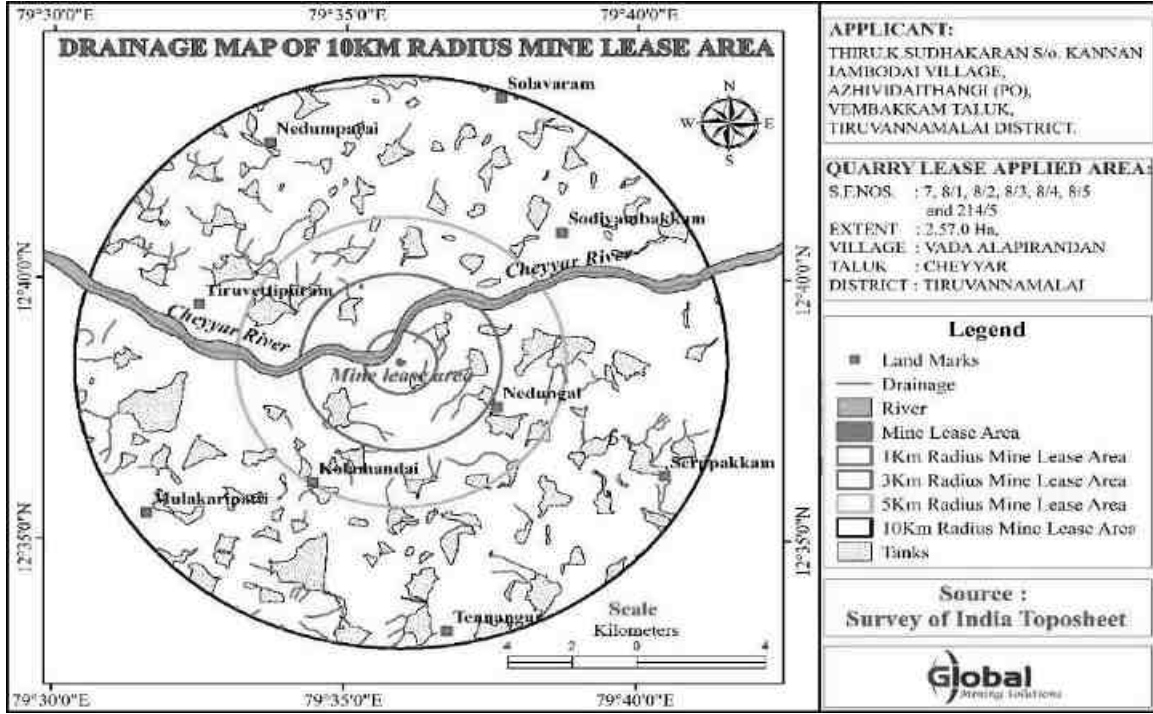 79°30'0"E 79°35'0"E 79°40'0"E
DRAINAGE MAP OF 10KM RADIUS MINE LEASE AREA
Solavaram
Nedumparai
N
W E
S
Sodiyambakkam
Cheyyar River
12°40'0"N
12°40'0"N
Tiruvettipuram
Cheyyar River
Mine lease area
Nedungal
Kolamandai
Mulakaripatti
12°35'0"N
12°35'0"N
Tennangur
Scale
Kilometers
4 2 0 4
79°30'0"E 79°35'0"E 79°40'0"E
APPLICANT:
THIRU.K.SUDHAKARAN S/o. KANNAN
JAMBODAI VILLAGE,
AZHIVIDAITHANGI (PO),
VEMBAKKAM TALUK,
TIRUVANNAMALAI DISTRICT.
QUARRY LEASE APPLIED AREA:
S.F.NOS. : 7, 8/1, 8/2, 8/3, 8/4, 8/5
and 214/5
EXTENT : 2.57.0 Ha,
VILLAGE : VADA ALAPIRANDAN
TALUK : CHEYYAR
DISTRICT : TIRUVANNAMALAI
Legend
Land Marks
Drainage
River
Mine Lease Area
1Km Radius Mine Lease Area
3Km Radius Mine Lease Area
5Km Radius Mine Lease Area
10Km Radius Mine Lease Area
Tanks
Source :
Survey of India Toposheet
Global
Mining Solutions